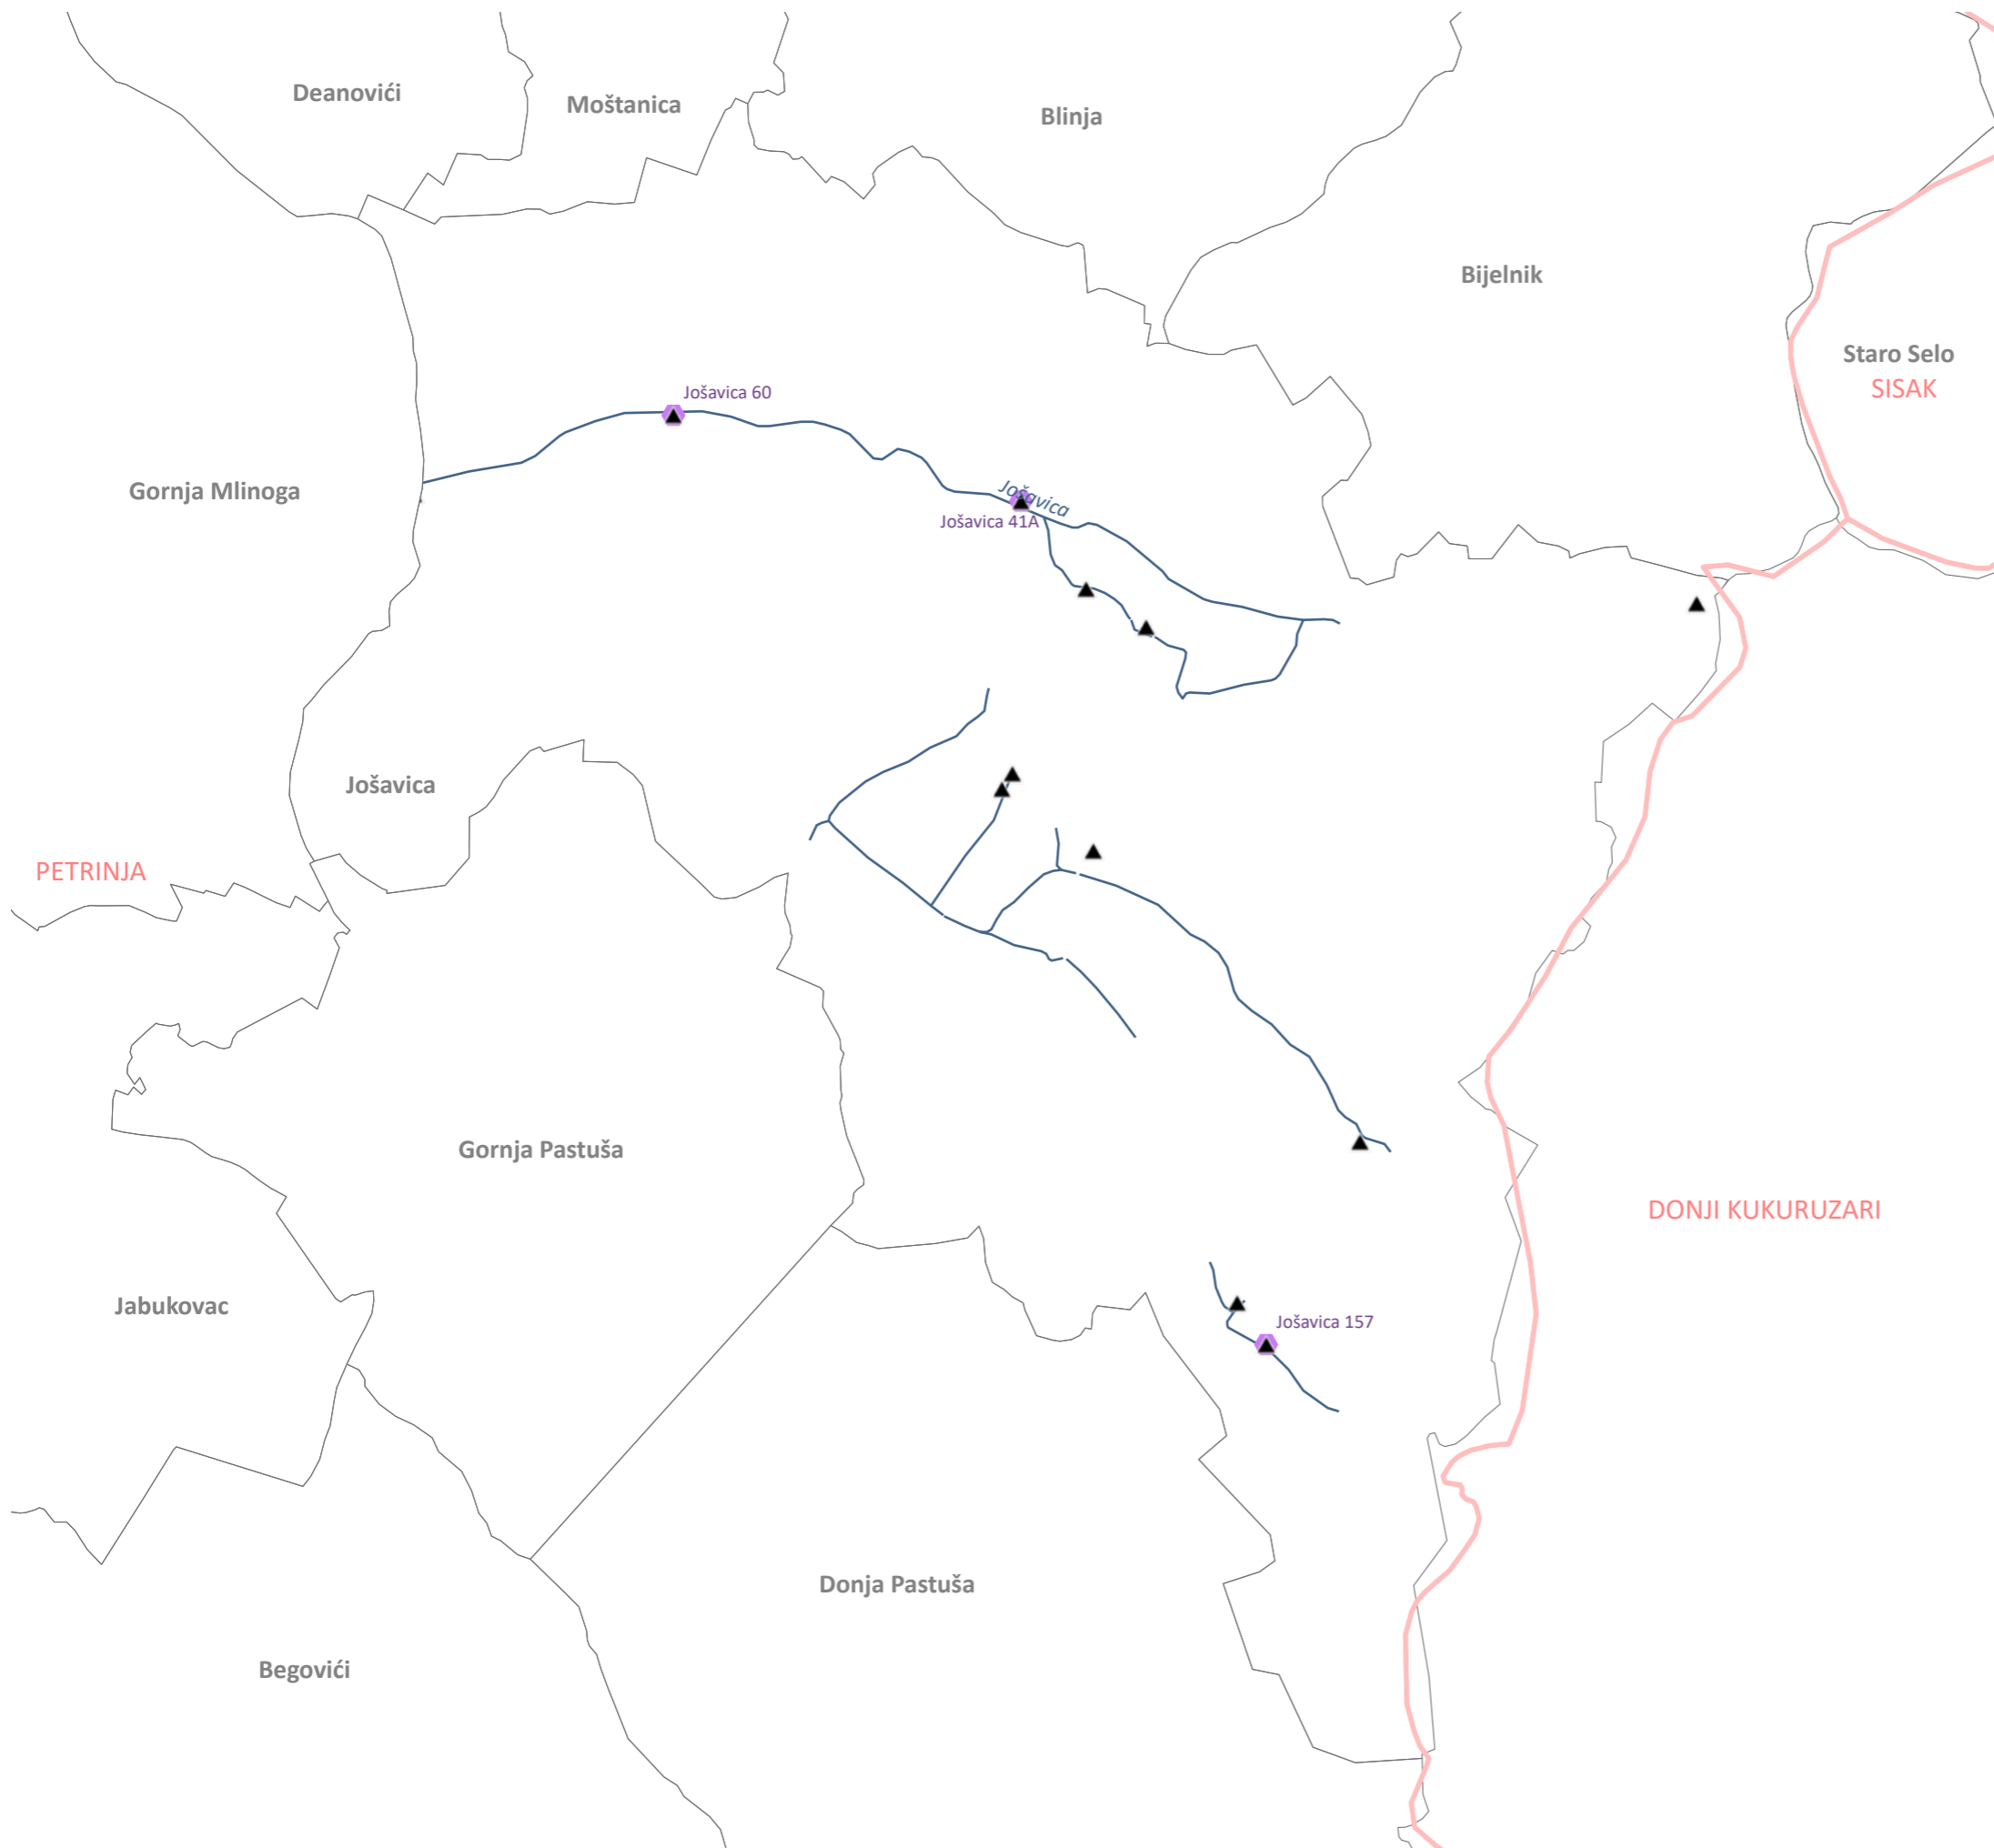 Deanovići
Moštanica
Blinja
Bijelnik
Staro Selo
SISAK
Jošavica 60
Gornja Mlinoga
Jošavica
Jošavica 41A
Jošavica
PETRINJA
Gornja Pastuša
DONJI KUKURUZARI
Jabukovac
Jošavica 157
Donja Pastuša
Begovići